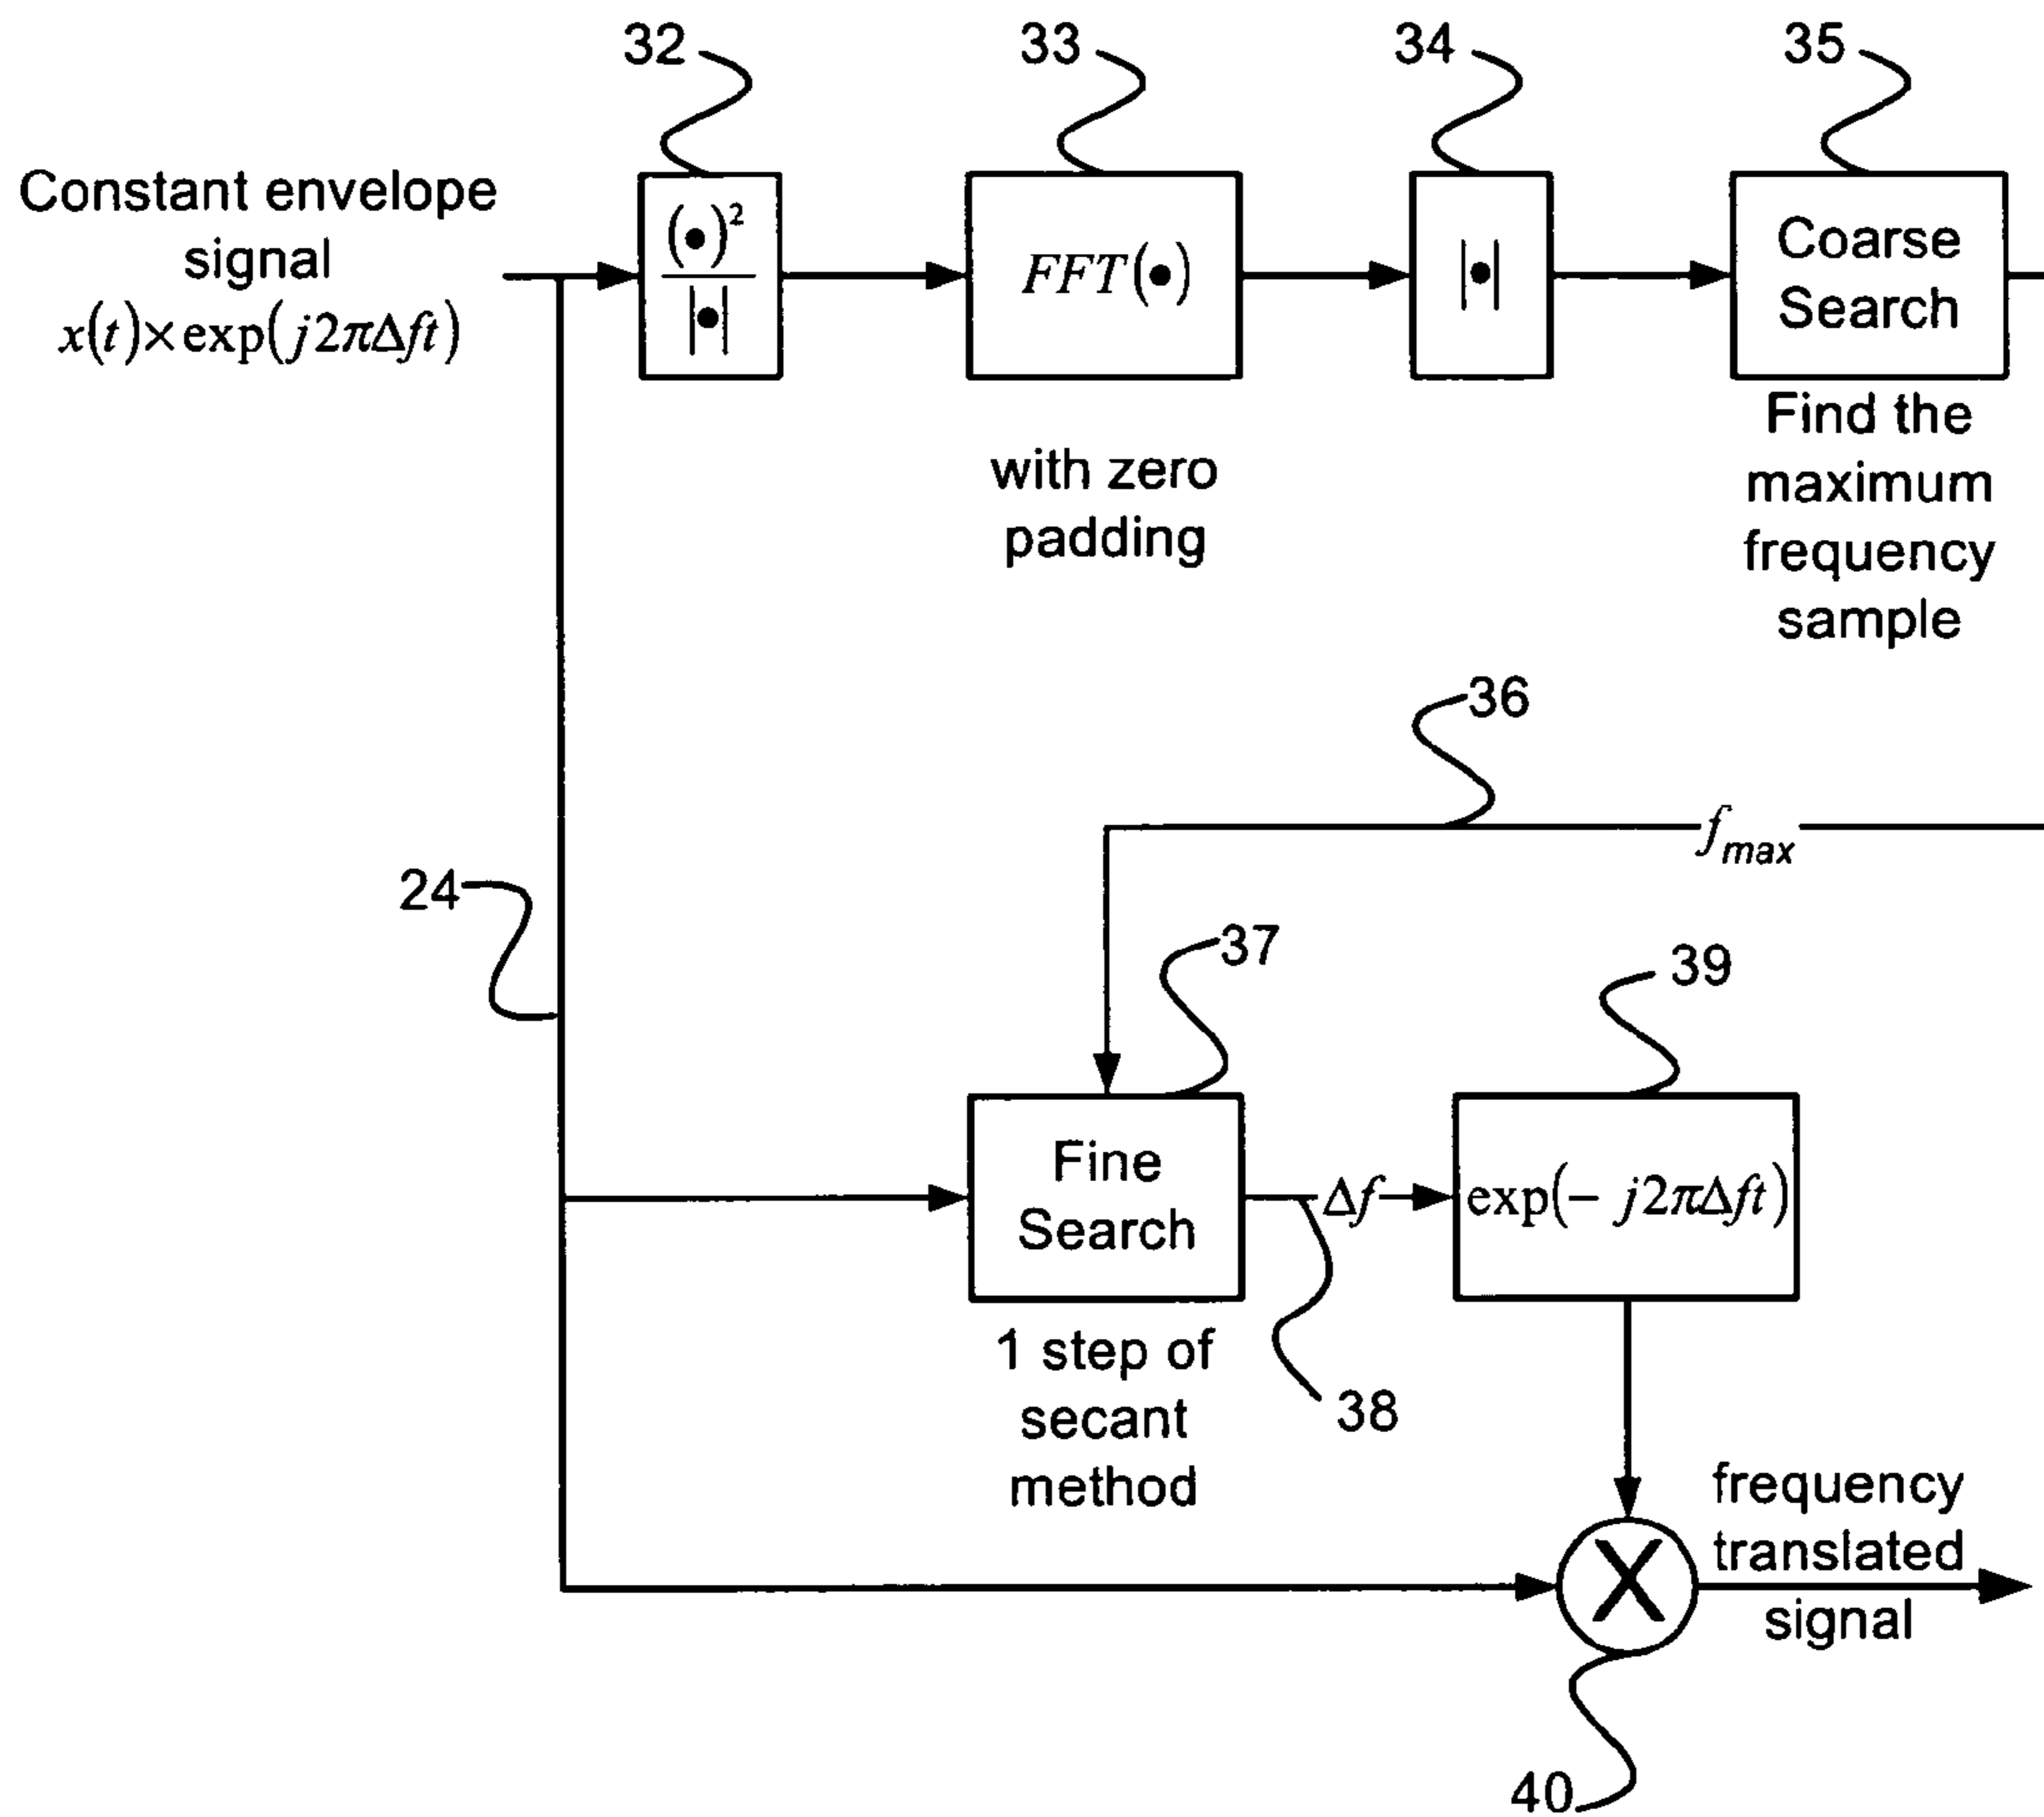 32
33
34
35
Constant envelope
signal
x(t)×exp(j2πΔft)
(•)²
|•|
FFT(•)
|•|
Coarse
Search
with zero
padding
Find the
maximum
frequency
sample
36
f_max
24
37
39
Fine
Search
Δf
exp(− j2πΔft)
1 step of
secant
method
38
frequency
translated
signal
X
40